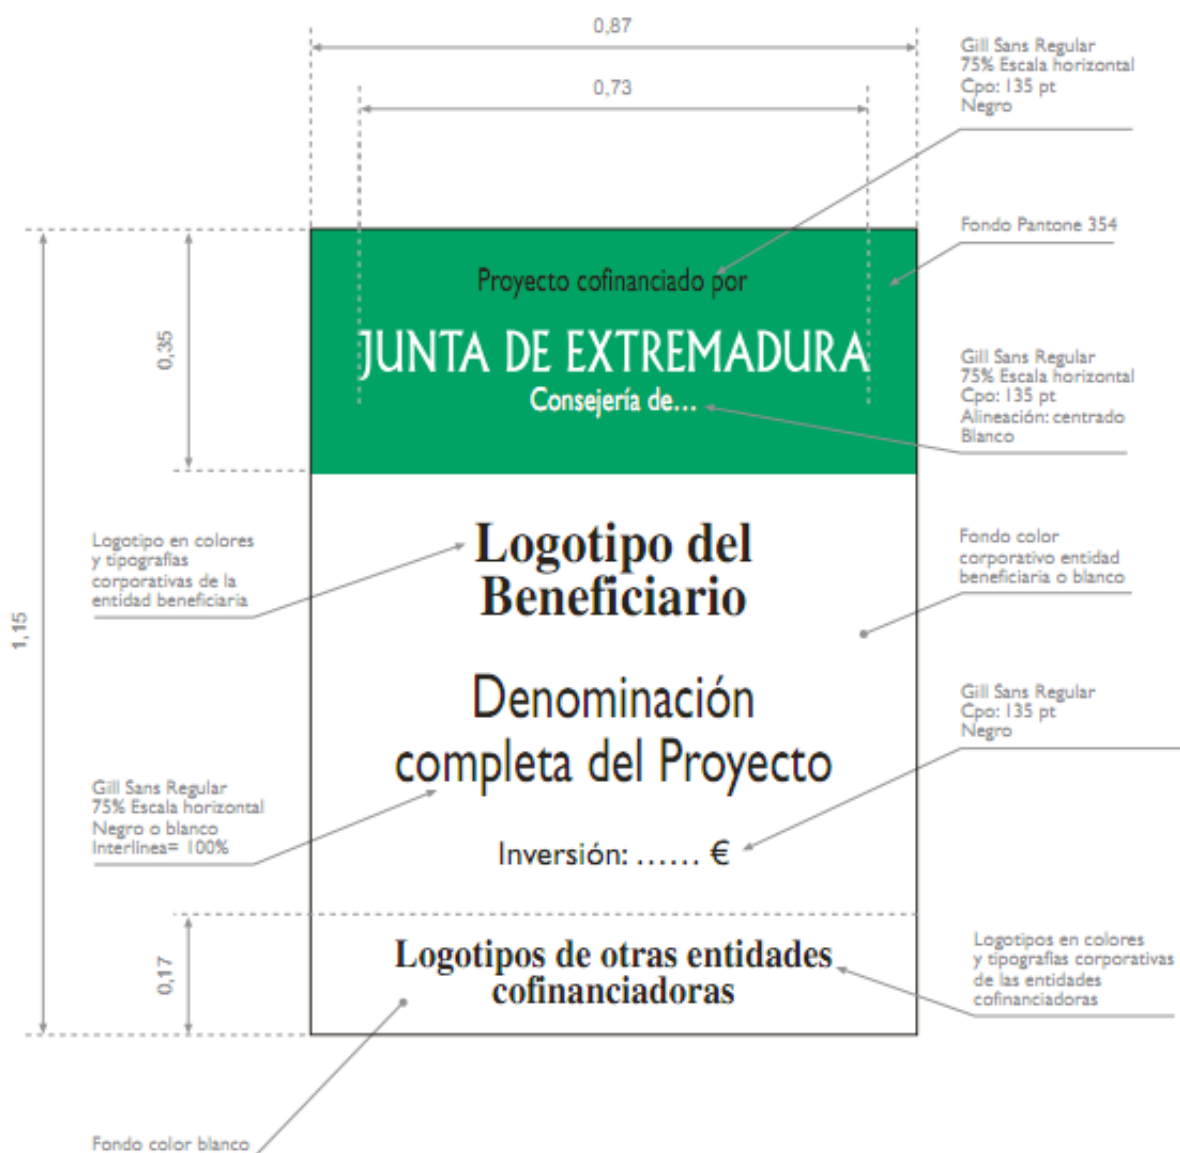 0,87
0,73
Gill Sans Regular
75% Escala horizontal
Cpo: 135 pt
Negro
Fondo Pantone 354
Proyecto cofinanciado por
JUNTA DE EXTREMADURA
Consejería de...
0,35
Gill Sans Regular
75% Escala horizontal
Cpo: 135 pt
Alineación: centrado
Blanco
Logotipo en colores
y tipografías
corporativas de la
entidad beneficiaria
Logotipo del
Beneficiario
Fondo color
corporativo entidad
beneficiaria o blanco
1,15
Denominación
completa del Proyecto
Gill Sans Regular
Cpo: 135 pt
Negro
Gill Sans Regular
75% Escala horizontal
Negro o blanco
Interlínea= 100%
Inversión: ...... €
0,17
Logotipos de otras entidades
cofinanciadoras
Logotipos en colores
y tipografías corporativas
de las entidades
cofinanciadoras
Fondo color blanco